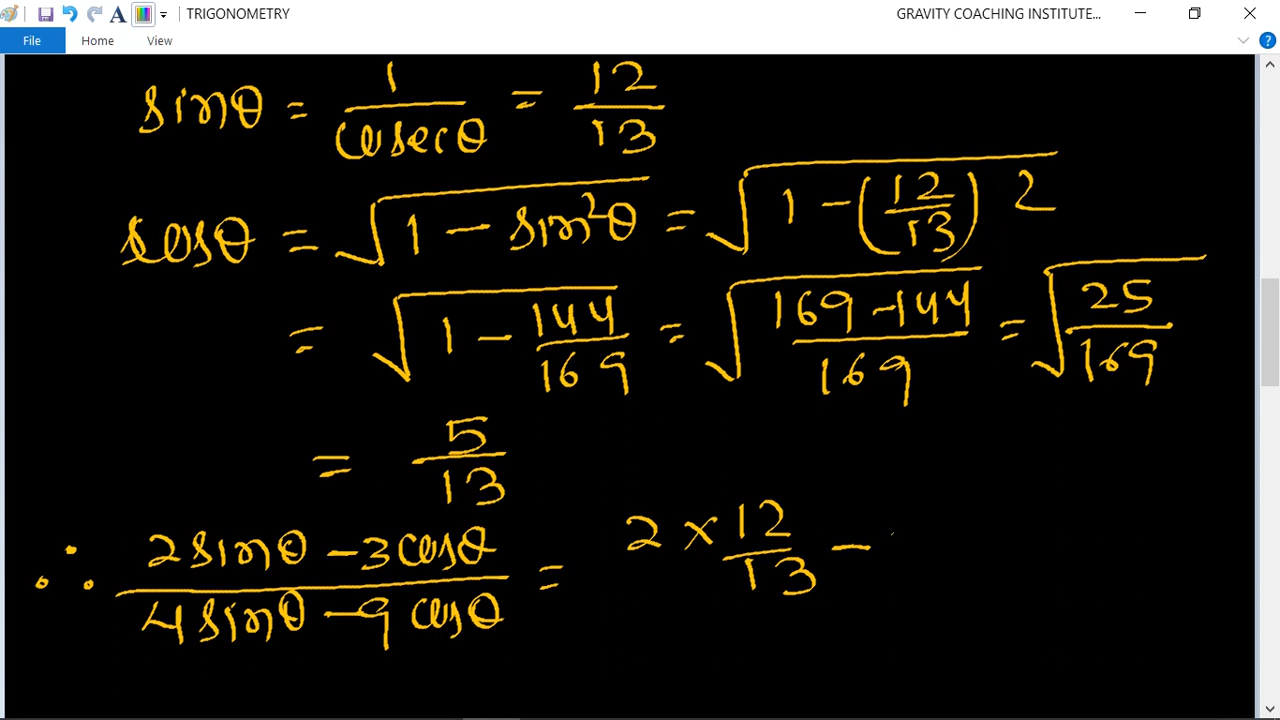 TRIGONOMETRY
GRAVITY COACHING INSTITUTE...
File Home View
sinθ = 1/cosecθ = 12/13
cosθ = √(1 - sin²θ) = √(1 - (12/13)2)
= √(1 - 144/169) = √((169 - 144)/169) = √(25/169)
= 5/13
∴ (2sinθ - 3cosθ)/(4sinθ - 9cosθ) = 2 × 12/13 -